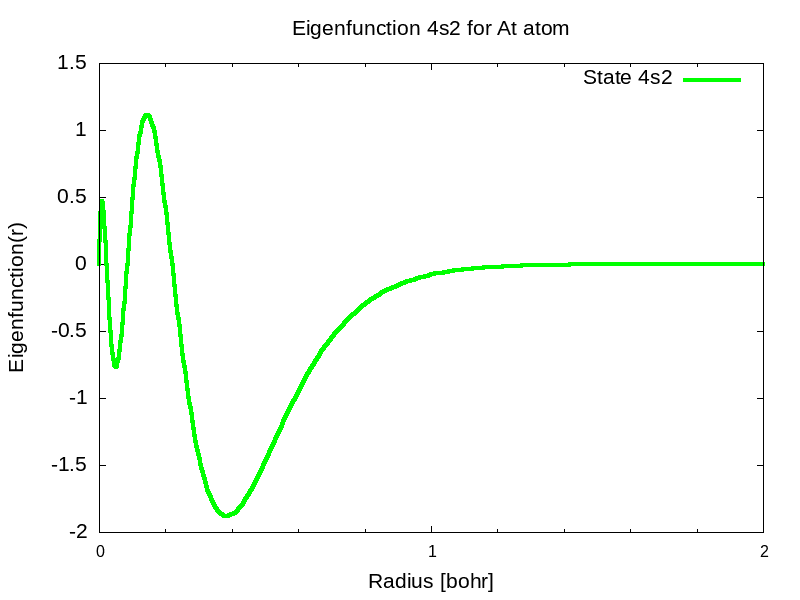 Eigenfunction 4s2 for At atom
State 4s2
Eigenfunction(r)
1.5
1
0.5
0
-0.5
-1
-1.5
-2
0 1 2
Radius [bohr]